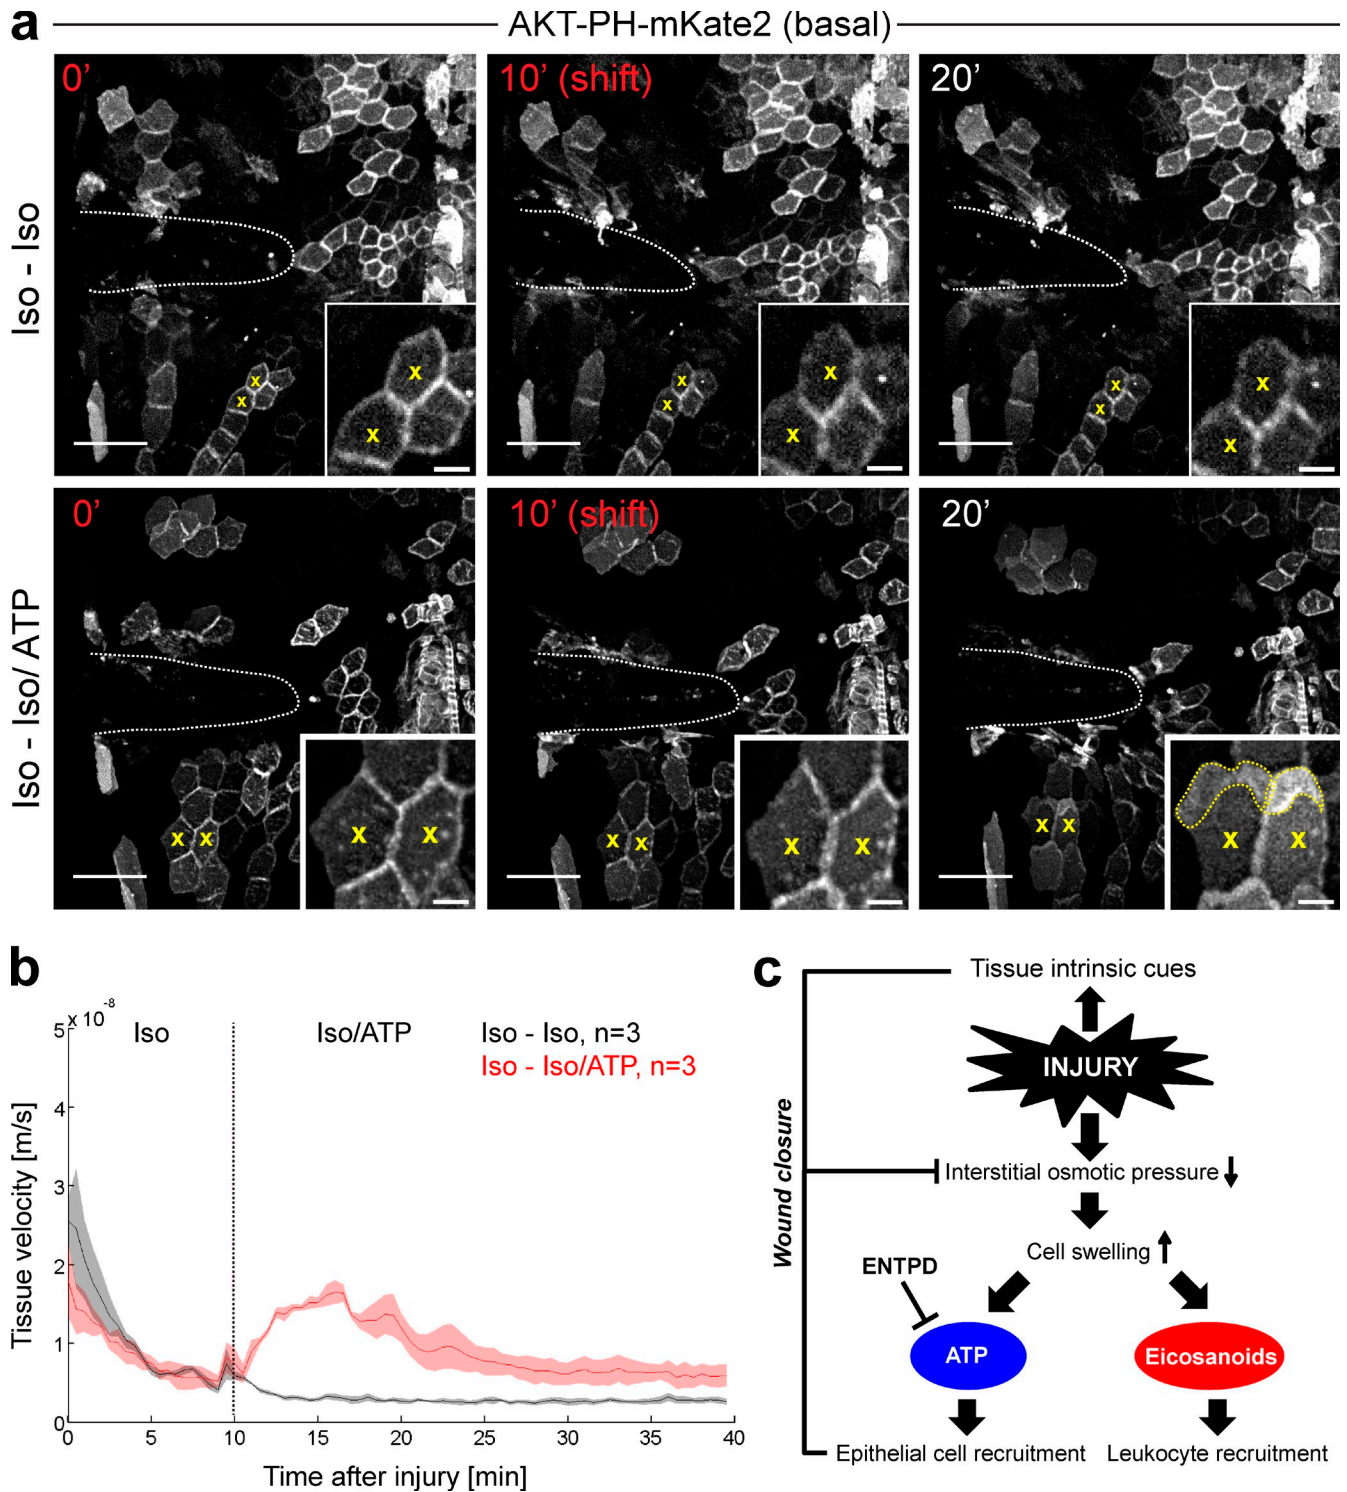 a
AKT-PH-mKate2 (basal)
Iso - Iso
0’
10’ (shift)
20’
x
x
x
x
x
x
x
x
x
x
x
x
Iso - Iso/ ATP
0’
10’ (shift)
20’
x x
x x
x x
x x
x x
x x
b
x 10⁻⁸
Iso
Iso/ATP
Iso - Iso, n=3
Iso - Iso/ATP, n=3
Tissue velocity [m/s]
5
4
3
2
1
0
0 5 10 15 20 25 30 35 40
Time after injury [min]
c
Tissue intrinsic cues
INJURY
Wound closure
Interstitial osmotic pressure
Cell swelling
ENTPD
ATP
Eicosanoids
Epithelial cell recruitment
Leukocyte recruitment